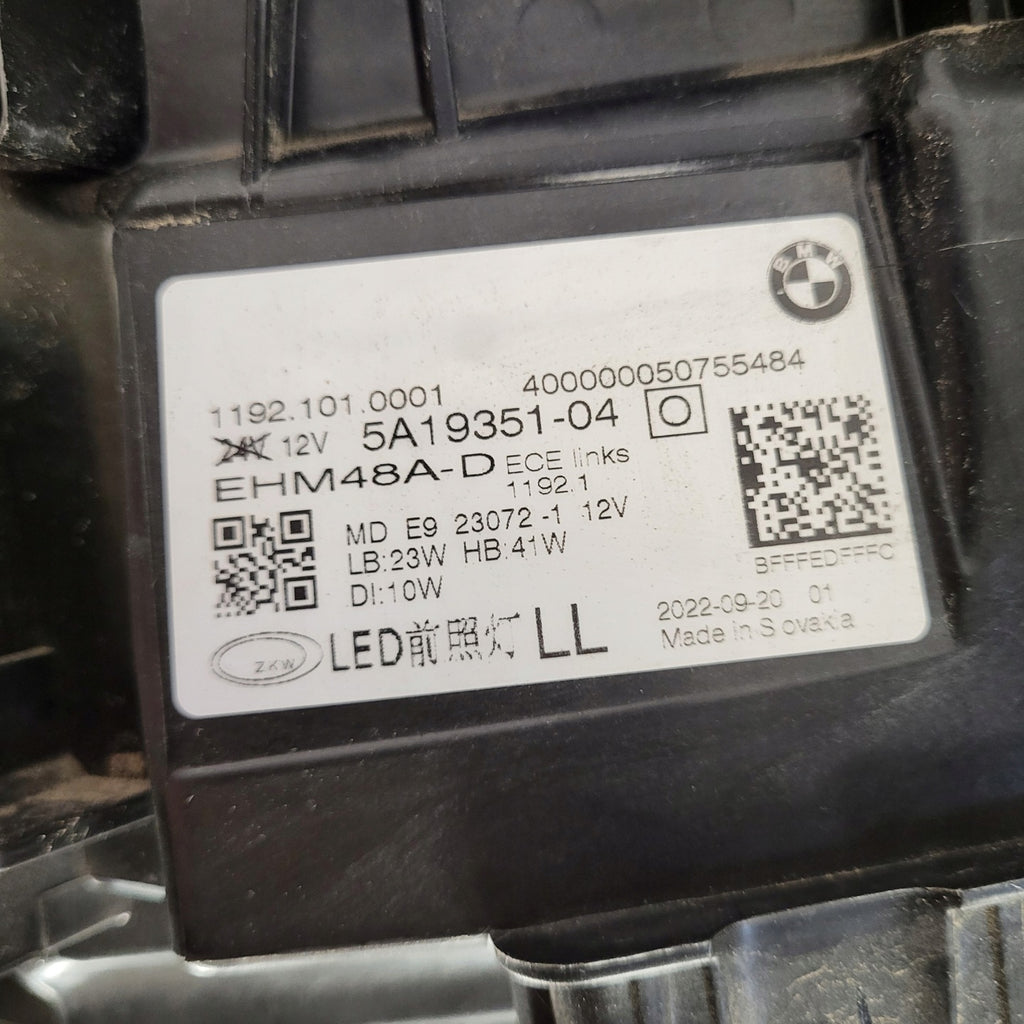 BMW
400000050755484
1192.101.0001
24V 12V 5A19351-04 O
EHM48A-D ECE links
1192.1
MD E9 23072 -1 12V
LB:23W HB:41W
DI:10W
BFFFEDFFFC
2022-09-20 01
Made in Slovakia
ZKW LED前照灯 LL